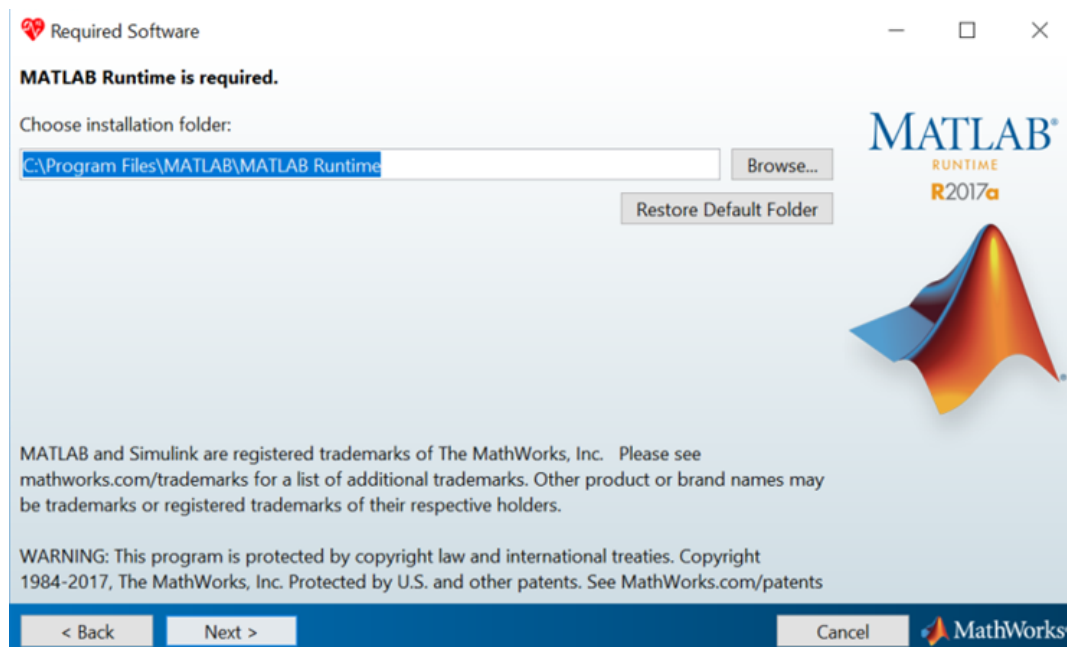 Required Software
MATLAB Runtime is required.
Choose installation folder:
C:\Program Files\MATLAB\MATLAB Runtime
Browse...
Restore Default Folder
MATLAB®
RUNTIME
R2017a
MATLAB and Simulink are registered trademarks of The MathWorks, Inc.   Please see
mathworks.com/trademarks for a list of additional trademarks. Other product or brand names may
be trademarks or registered trademarks of their respective holders.
WARNING: This program is protected by copyright law and international treaties. Copyright
1984-2017, The MathWorks, Inc. Protected by U.S. and other patents. See MathWorks.com/patents
< Back
Next >
Cancel
MathWorks®